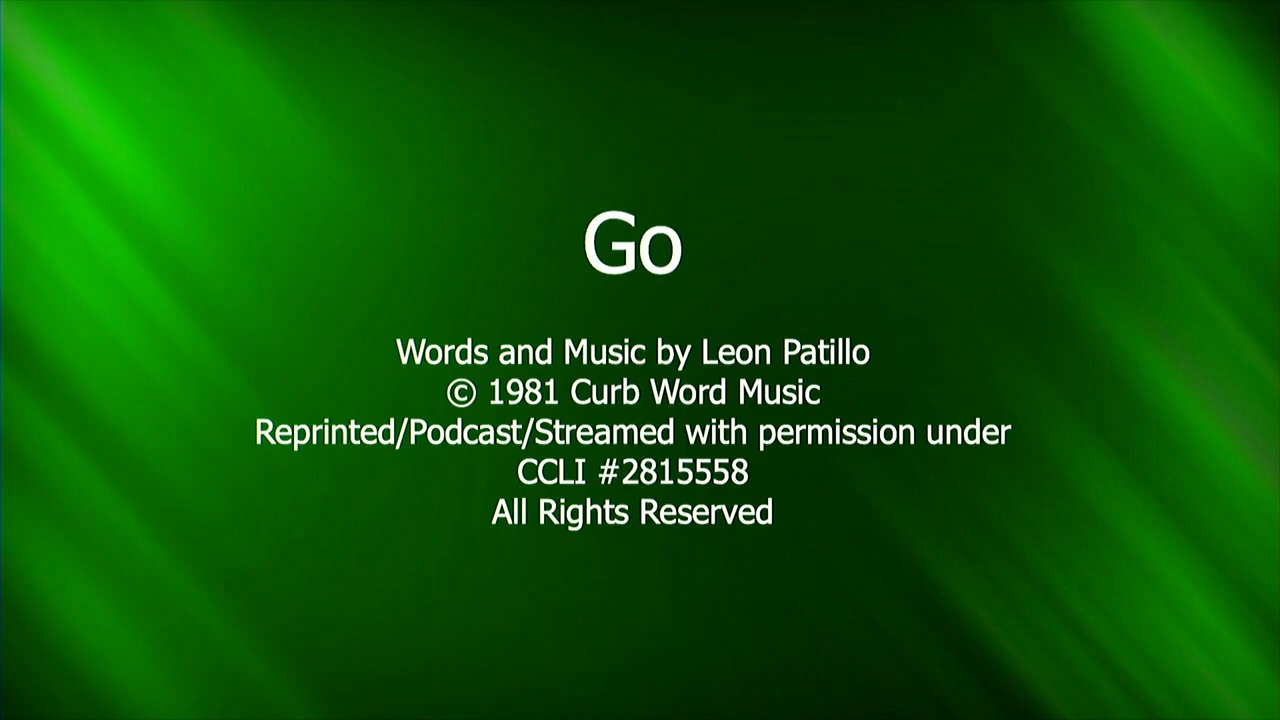 Go
Words and Music by Leon Patillo
© 1981 Curb Word Music
Reprinted/Podcast/Streamed with permission under
CCLI #2815558
All Rights Reserved